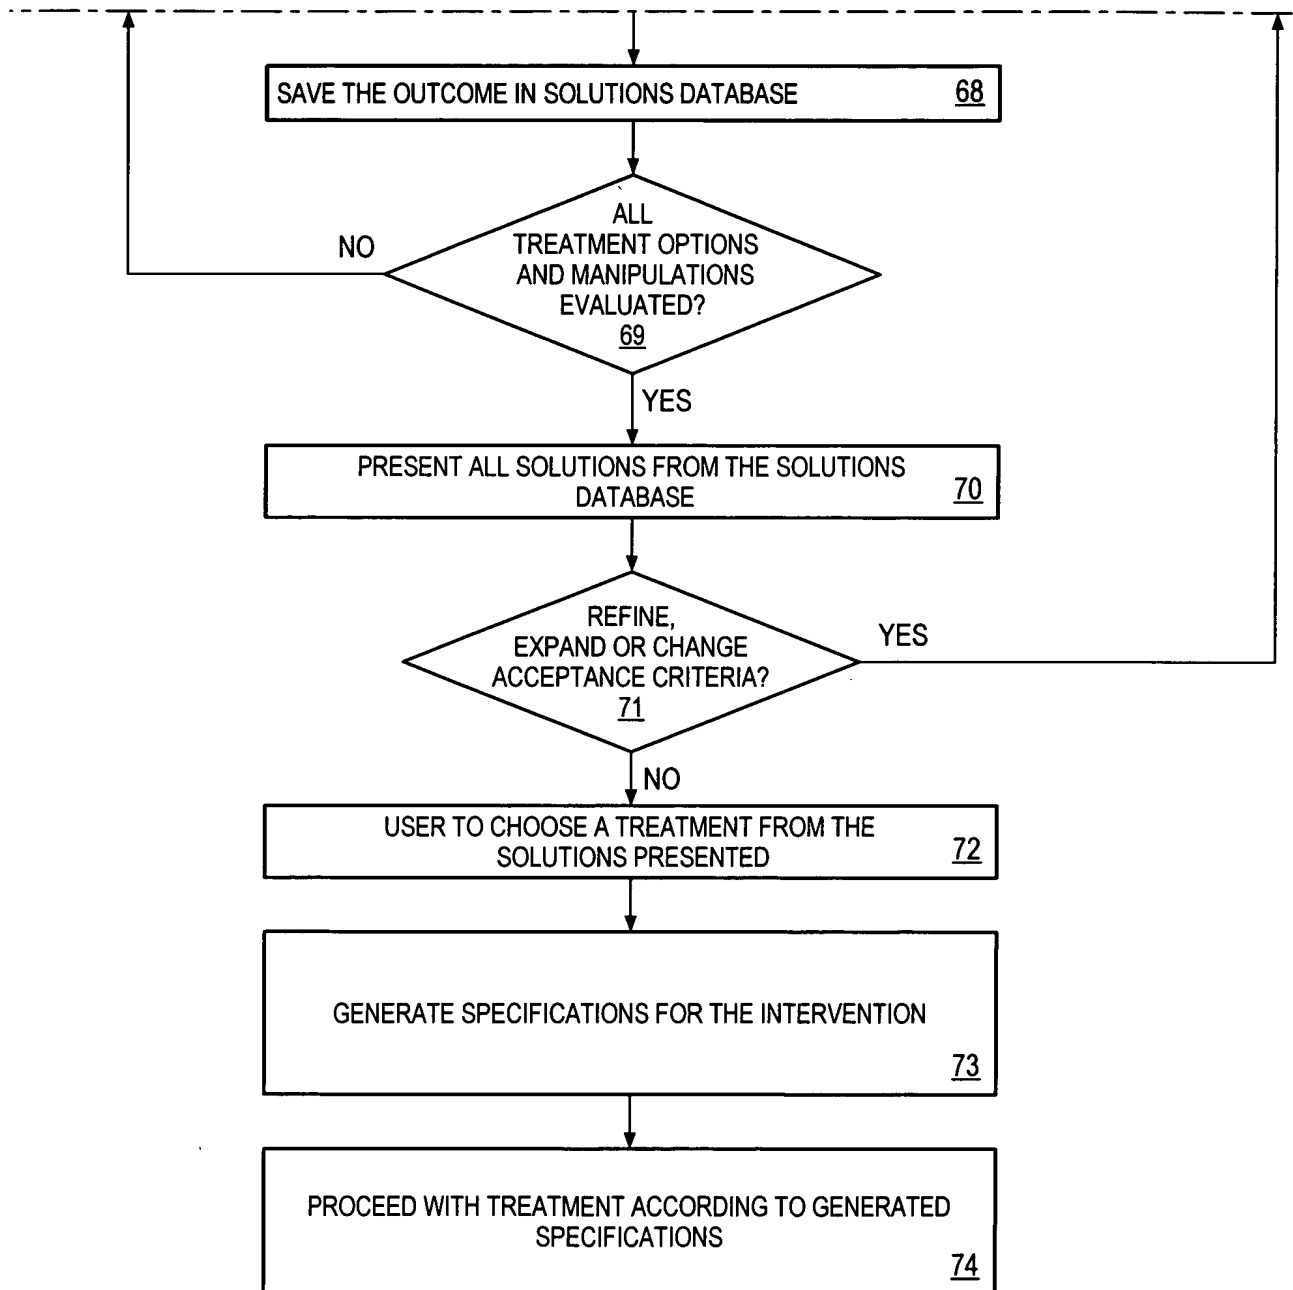 SAVE THE OUTCOME IN SOLUTIONS DATABASE 68
ALL
TREATMENT OPTIONS
AND MANIPULATIONS
EVALUATED?
69
NO
YES
PRESENT ALL SOLUTIONS FROM THE SOLUTIONS
DATABASE
70
REFINE,
EXPAND OR CHANGE
ACCEPTANCE CRITERIA?
71
YES
NO
USER TO CHOOSE A TREATMENT FROM THE
SOLUTIONS PRESENTED
72
GENERATE SPECIFICATIONS FOR THE INTERVENTION
73
PROCEED WITH TREATMENT ACCORDING TO GENERATED
SPECIFICATIONS
74